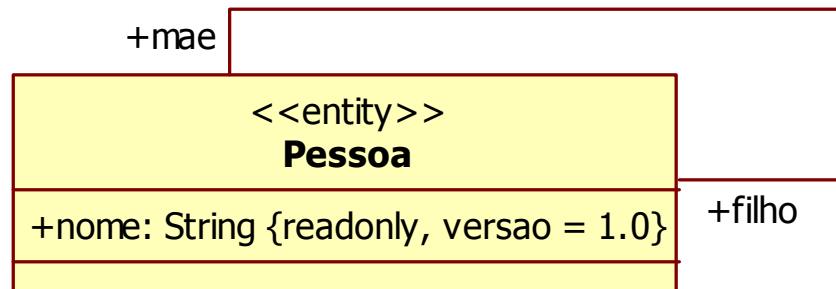 +mae
<<entity>>
Pessoa
+nome: String {readonly, versao = 1.0}
+filho